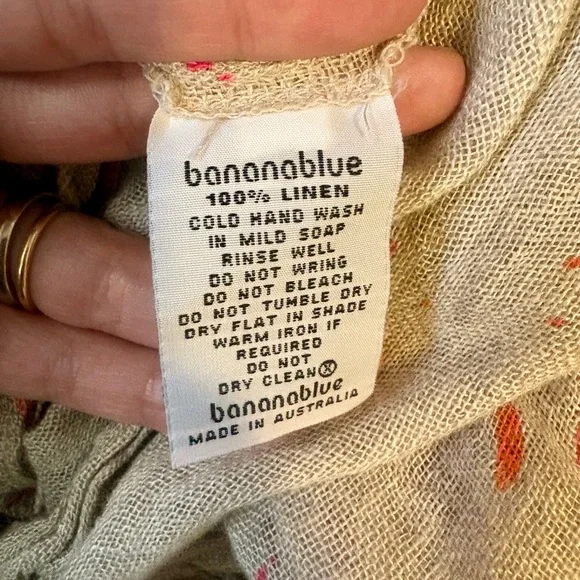 bananablue
100% LINEN
COLD HAND WASH
IN MILD SOAP
RINSE WELL
DO NOT WRING
DO NOT BLEACH
DO NOT TUMBLE DRY
DRY FLAT IN SHADE
WARM IRON IF
REQUIRED
DO NOT
DRY CLEAN Ⓧ
bananablue
MADE IN AUSTRALIA